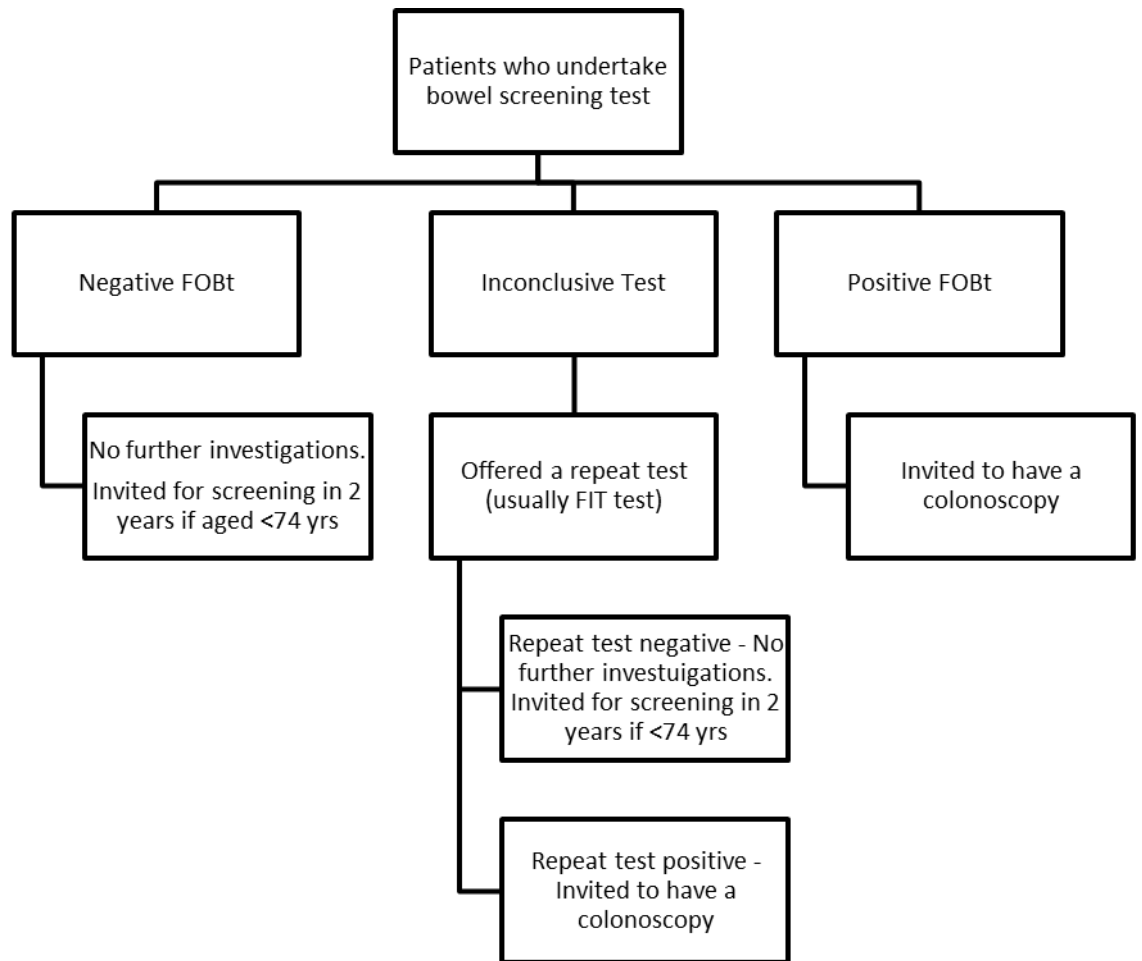 Patients who undertake
bowel screening test
Negative FOBt
Inconclusive Test
Positive FOBt
No further investigations.
Invited for screening in 2
years if aged <74 yrs
Offered a repeat test
(usually FIT test)
Invited to have a
colonoscopy
Repeat test negative - No
further investuigations.
Invited for screening in 2
years if <74 yrs
Repeat test positive -
Invited to have a
colonoscopy